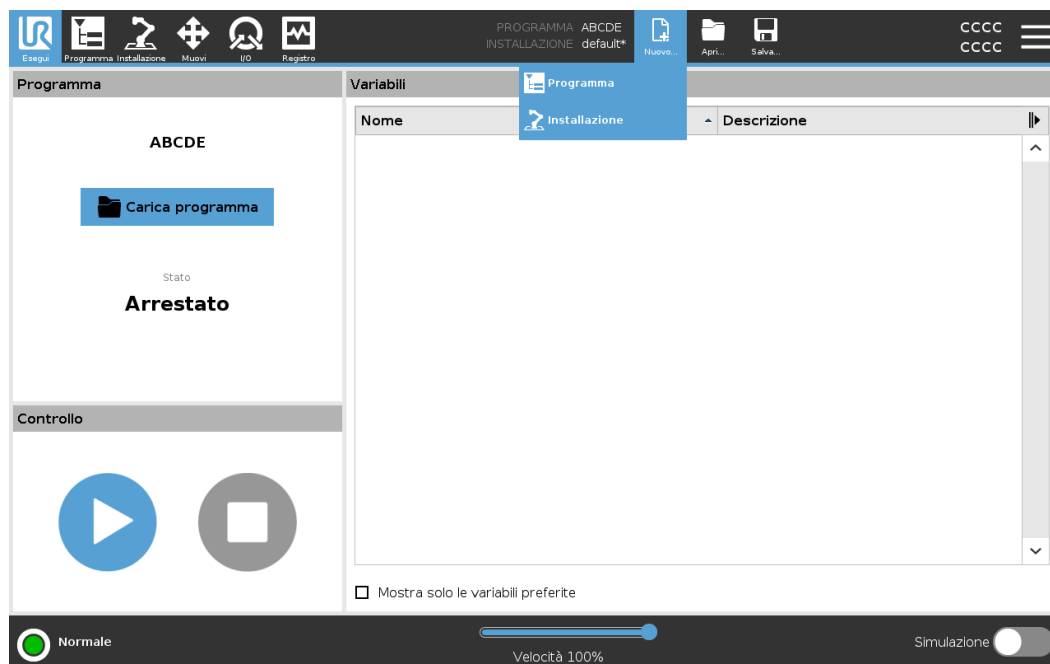 PROGRAMMA ABCDE
INSTALLAZIONE default*
CCCC
CCCC
Esegui Programma Installazione Muovi I/O Registro Nuovo... Apri... Salva...
Programma
Installazione
Programma
Variabili
ABCDE
Carica programma
Stato
Arrestato
Nome Descrizione
Controllo
Mostra solo le variabili preferite
Normale
Velocità 100%
Simulazione